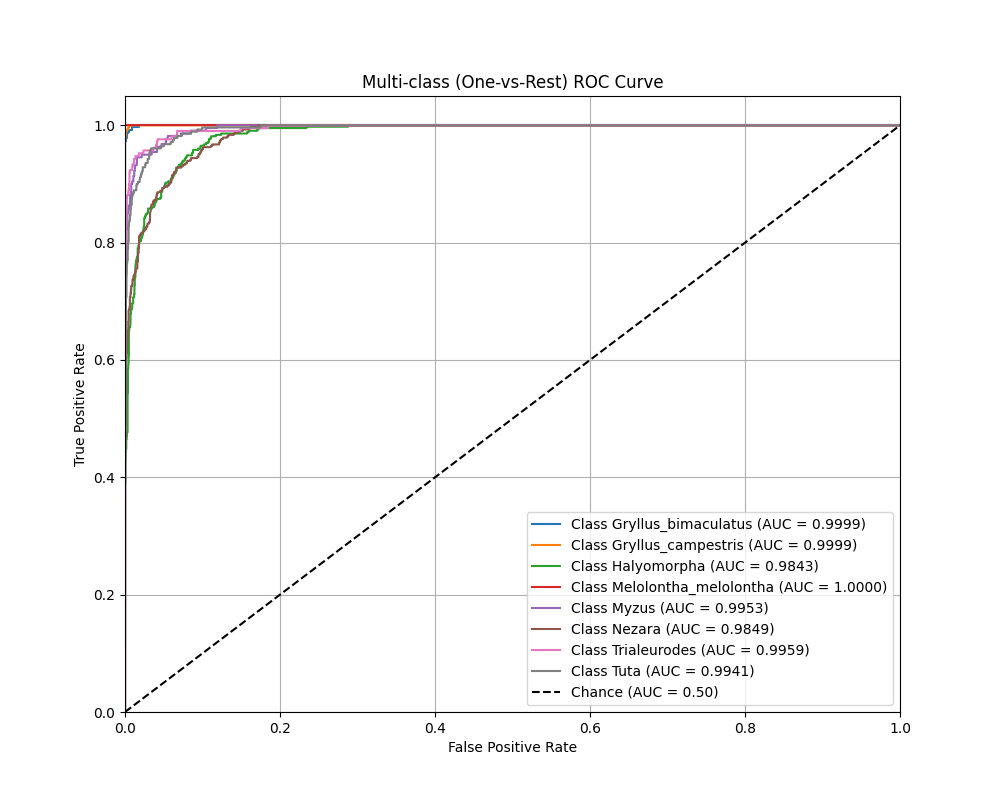 Multi-class (One-vs-Rest) ROC Curve
True Positive Rate
1.0
0.8
0.6
0.4
0.2
0.0
Class Gryllus_bimaculatus (AUC = 0.9999)
Class Gryllus_campestris (AUC = 0.9999)
Class Halyomorpha (AUC = 0.9843)
Class Melolontha_melolontha (AUC = 1.0000)
Class Myzus (AUC = 0.9953)
Class Nezara (AUC = 0.9849)
Class Trialeurodes (AUC = 0.9959)
Class Tuta (AUC = 0.9941)
Chance (AUC = 0.50)
0.0 0.2 0.4 0.6 0.8 1.0
False Positive Rate